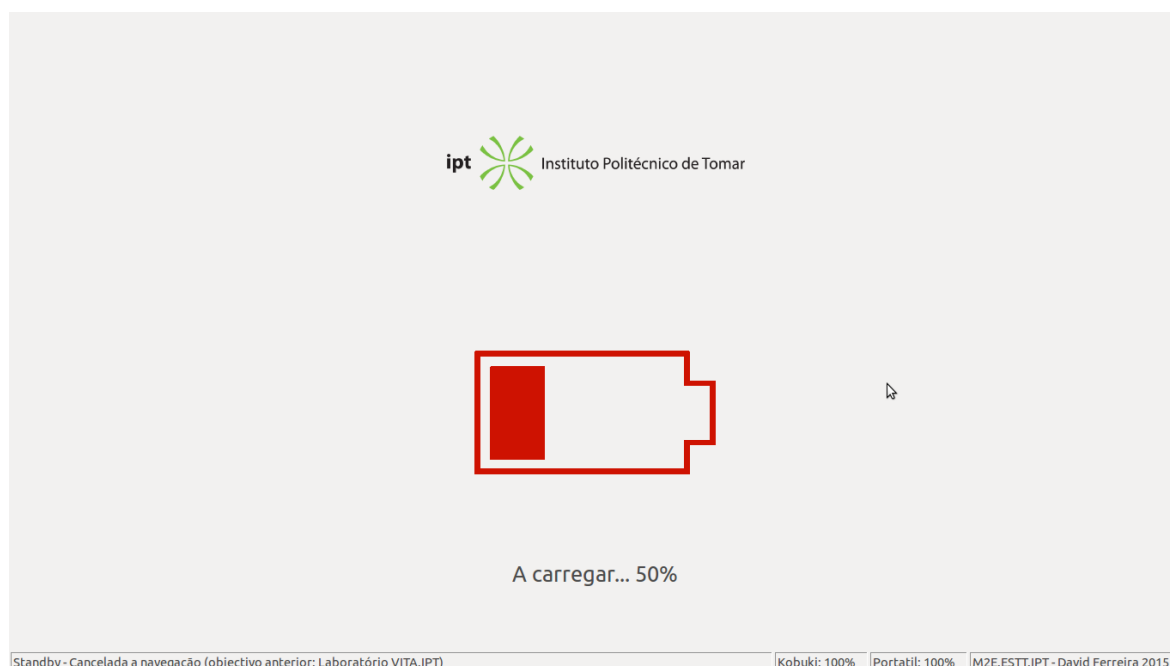 ipt Instituto Politécnico de Tomar
A carregar... 50%
Standby - Cancelada a navegação (objectivo anterior: Laboratório VITA.IPT) Kobuki: 100% Portatil: 100% M2E.ESTT.IPT - David Ferreira 2015